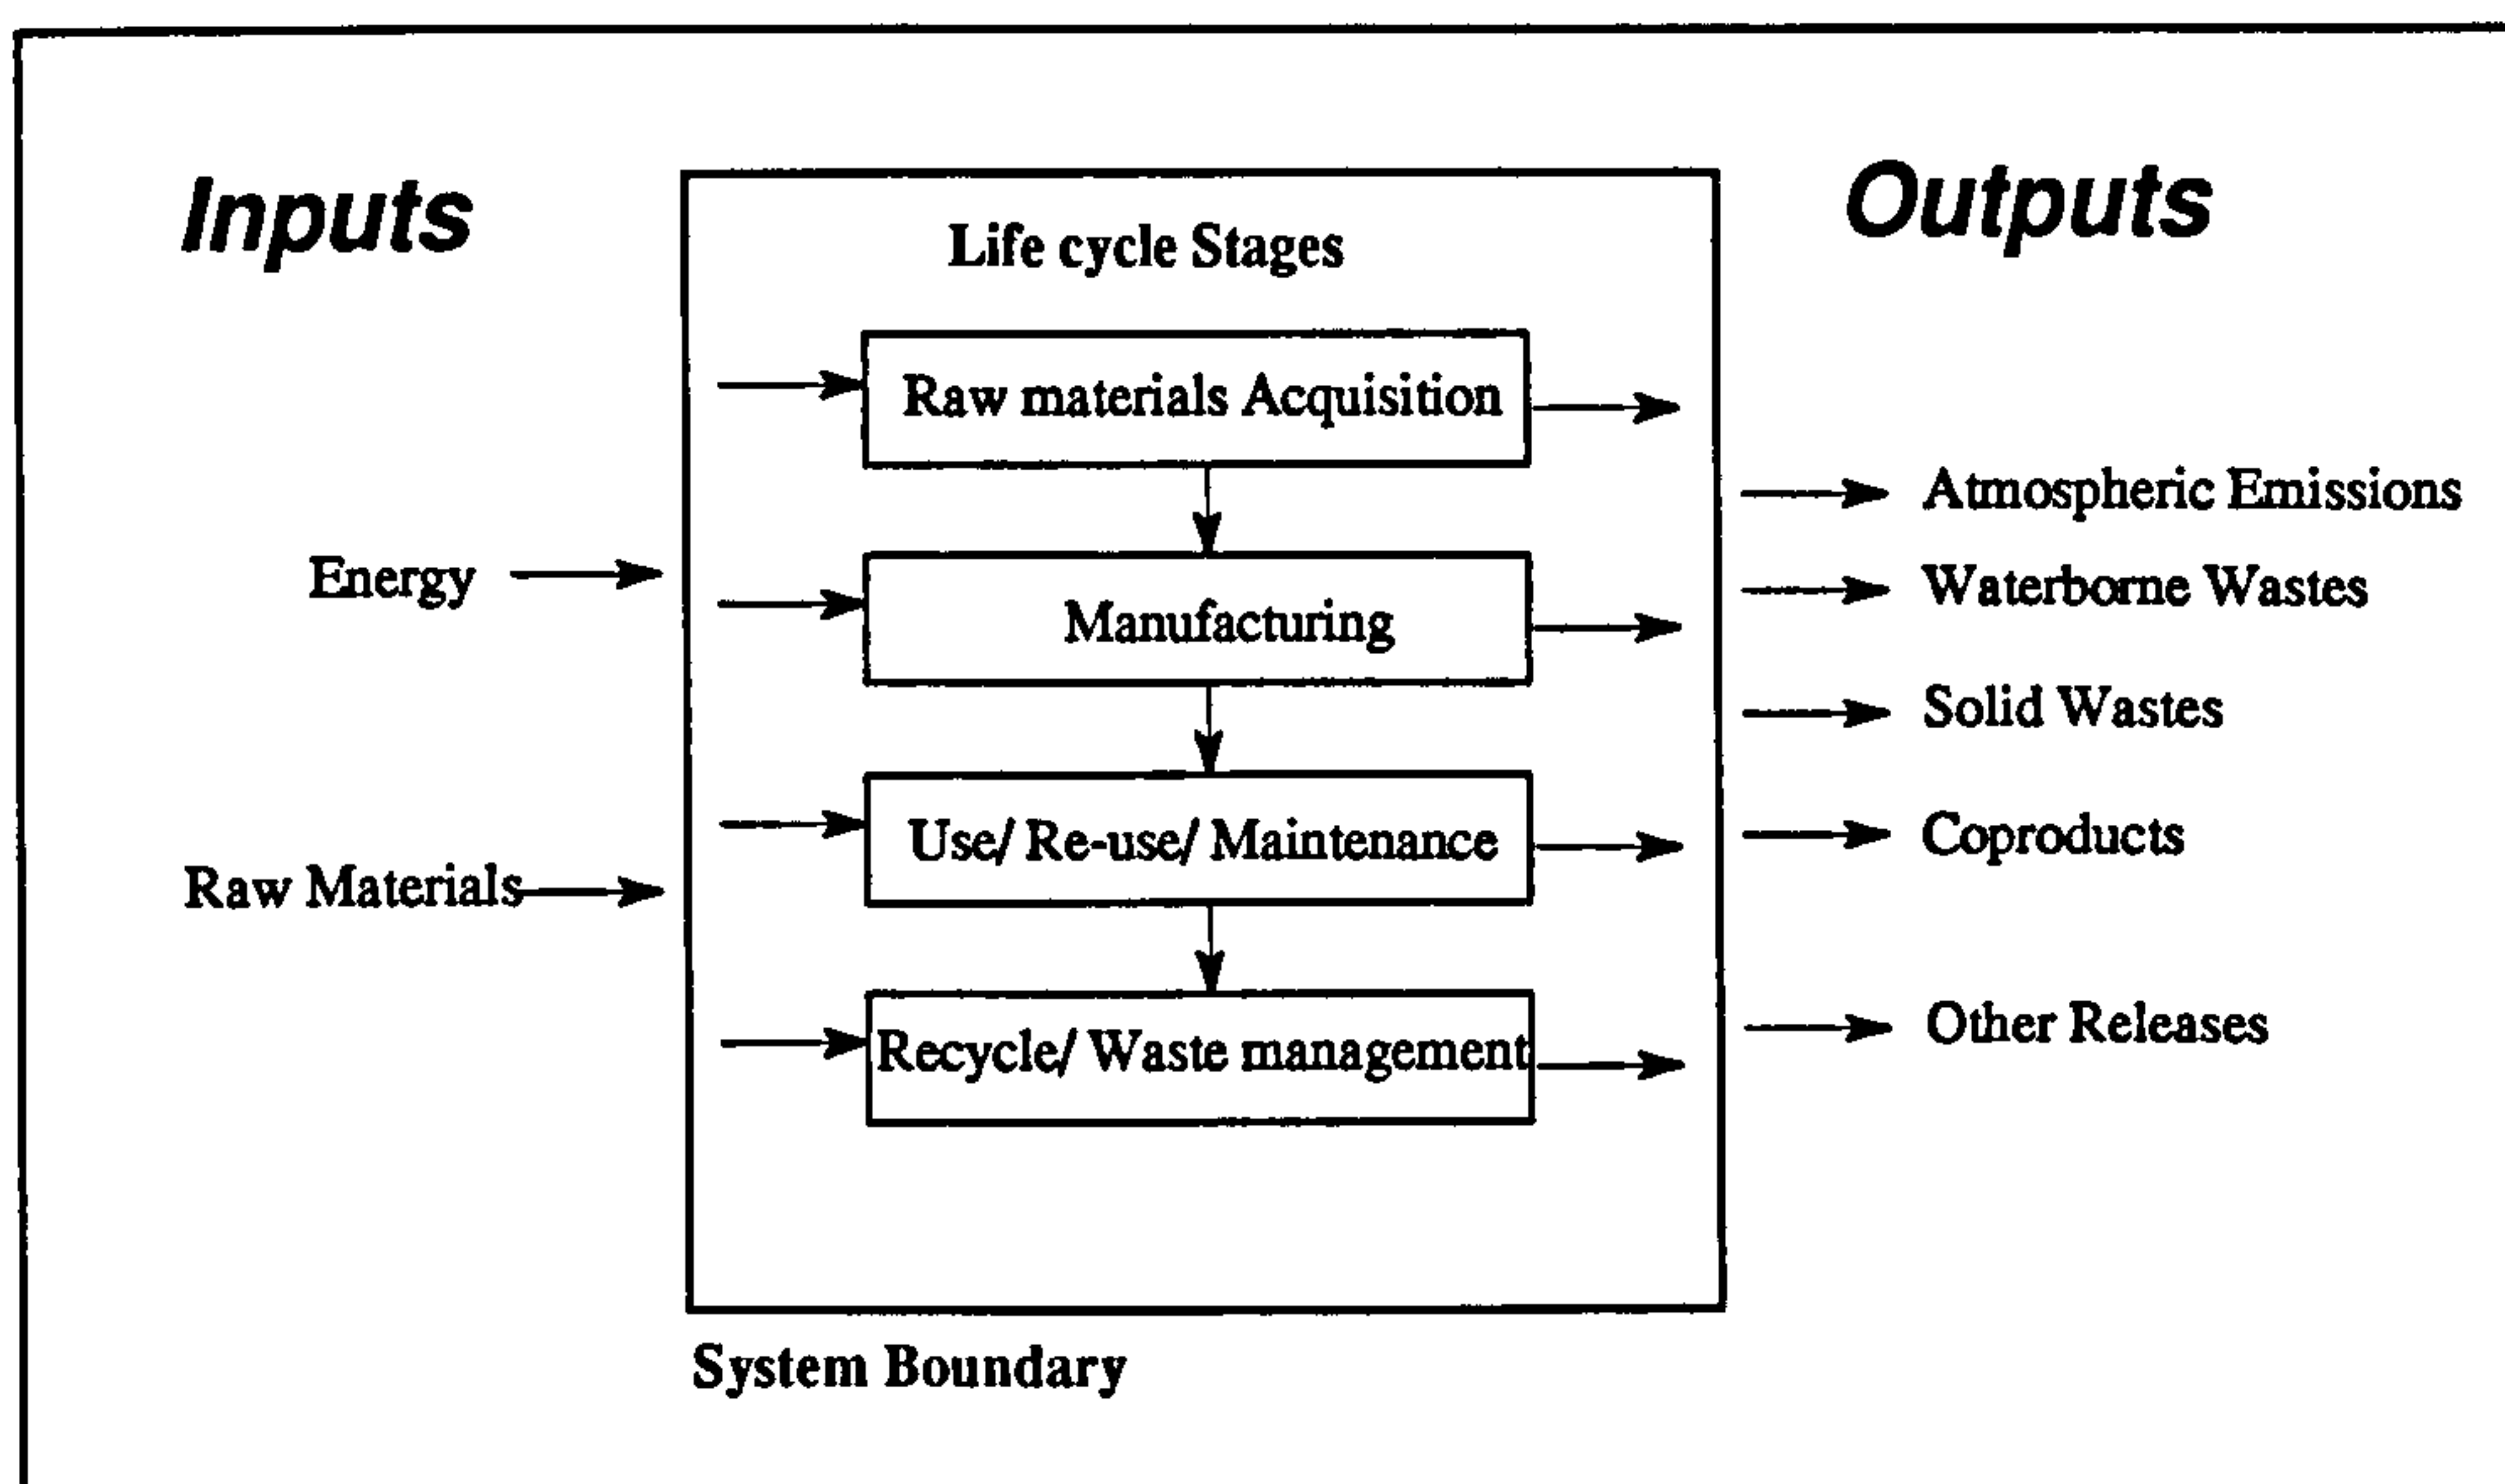 Inputs
Outputs
Life cycle Stages
Raw materials Acquisition
Atmospheric Emissions
Energy
Waterborne Wastes
Manufacturing
Solid Wastes
Use/ Re-use/ Maintenance
Coproducts
Raw Materials
Other Releases
Recycle/ Waste management
System Boundary